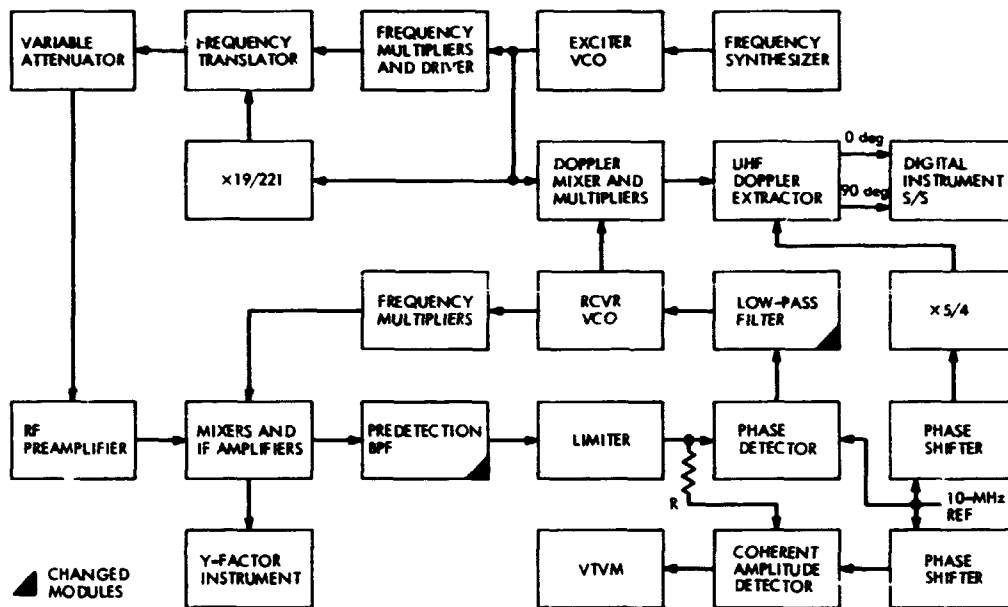 VARIABLE
ATTENUATOR
FREQUENCY
TRANSLATOR
FREQUENCY
MULTIPLIERS
AND DRIVER
EXCITER
VCO
FREQUENCY
SYNTHESIZER
×19/221
DOPPLER
MIXER AND
MULTIPLIERS
UHF
DOPPLER
EXTRACTOR
0 deg
90 deg
DIGITAL
INSTRUMENT
S/S
FREQUENCY
MULTIPLIERS
RCVR
VCO
LOW-PASS
FILTER
×5/4
RF
PREAMPLIFIER
MIXERS AND
IF AMPLIFIERS
PREDETECTION
BPF
LIMITER
PHASE
DETECTOR
PHASE
SHIFTER
R
10-MHz
REF
CHANGED
MODULES
Y-FACTOR
INSTRUMENT
VTVM
COHERENT
AMPLITUDE
DETECTOR
PHASE
SHIFTER